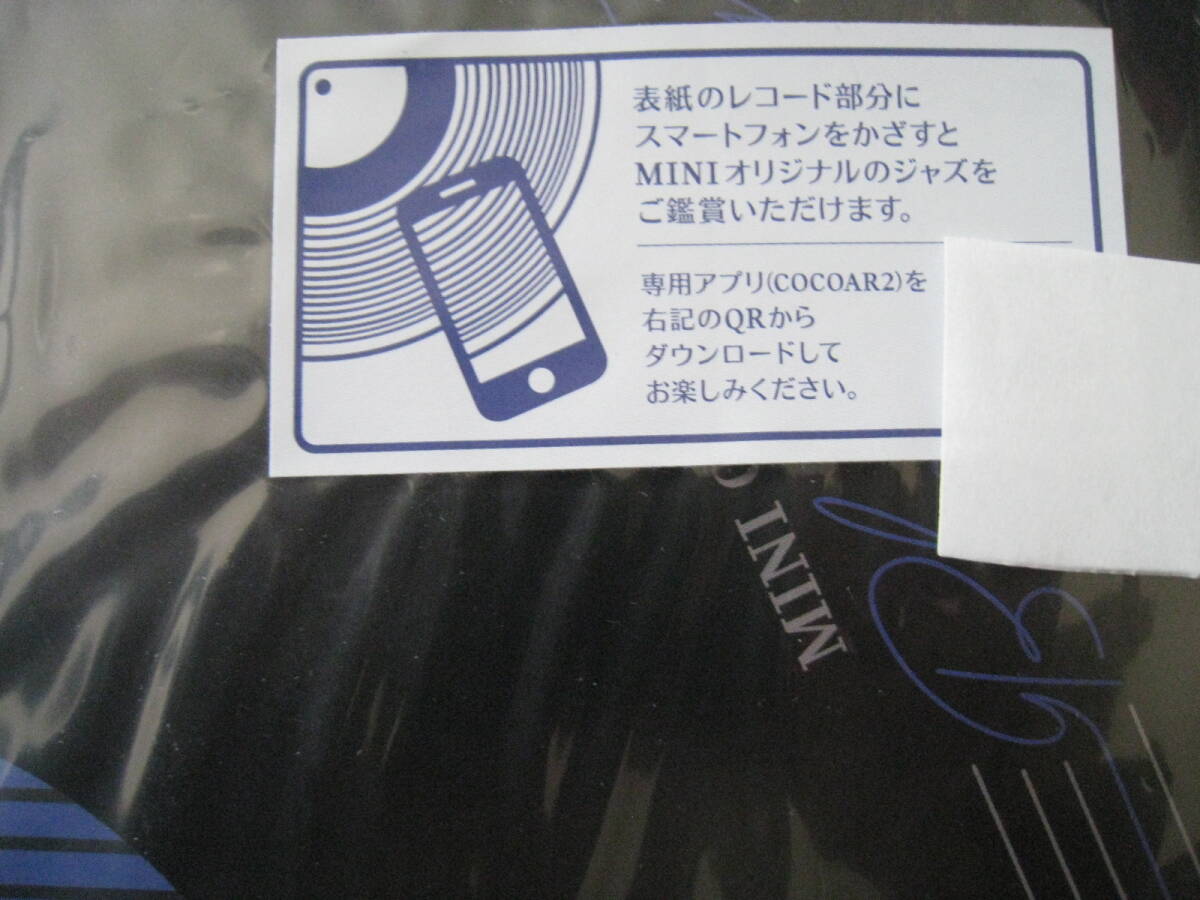 表紙のレコード部分に
スマートフォンをかざすと
MINIオリジナルのジャズを
ご鑑賞いただけます。
専用アプリ(COCOAR2)を
右記のQRから
ダウンロードして
お楽しみください。
MINI